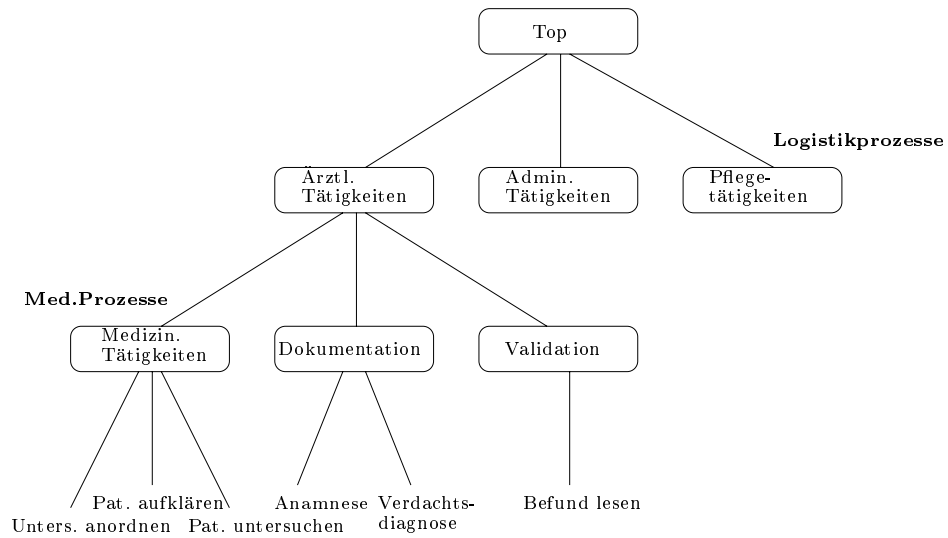 Top
Logistikprozesse
Ärztl.
Tätigkeiten
Admin.
Tätigkeiten
Pflege-
tätigkeiten
Med.Prozesse
Medizin.
Tätigkeiten
Dokumentation
Validation
Pat. aufklären
Unters. anordnen
Pat. untersuchen
Anamnese
Verdachts-
diagnose
Befund lesen